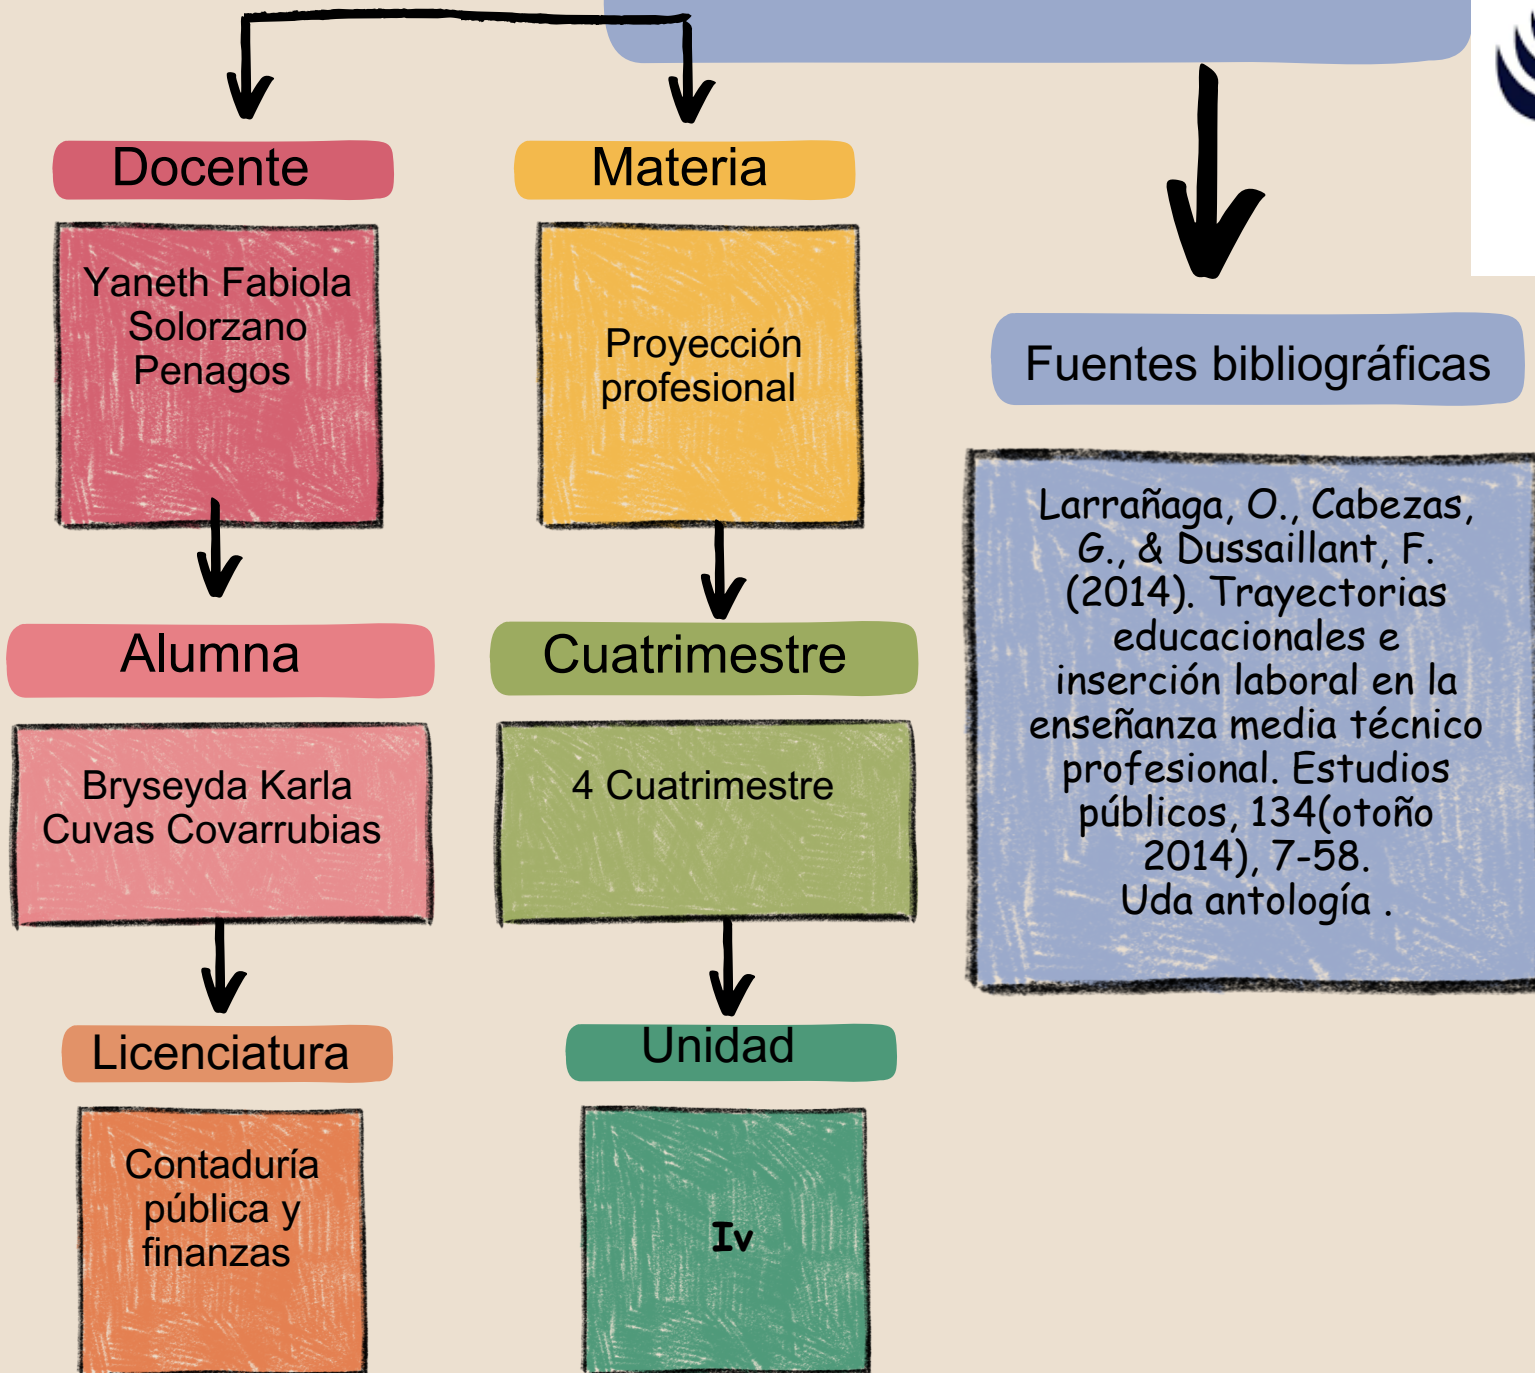 Docente
Yaneth Fabiola
Solorzano
Penagos
Alumna
Bryseyda Karla
Cuvas Covarrubias
Licenciatura
Contaduría
pública y
finanzas
Materia
Proyección
profesional
Cuatrimestre
4 Cuatrimestre
Unidad
Iv
Fuentes bibliográficas
Larrañaga, O., Cabezas,
G., & Dussaillant, F.
(2014). Trayectorias
educacionales e
inserción laboral en la
enseñanza media técnico
profesional. Estudios
públicos, 134(otoño
2014), 7-58.
Uda antología .